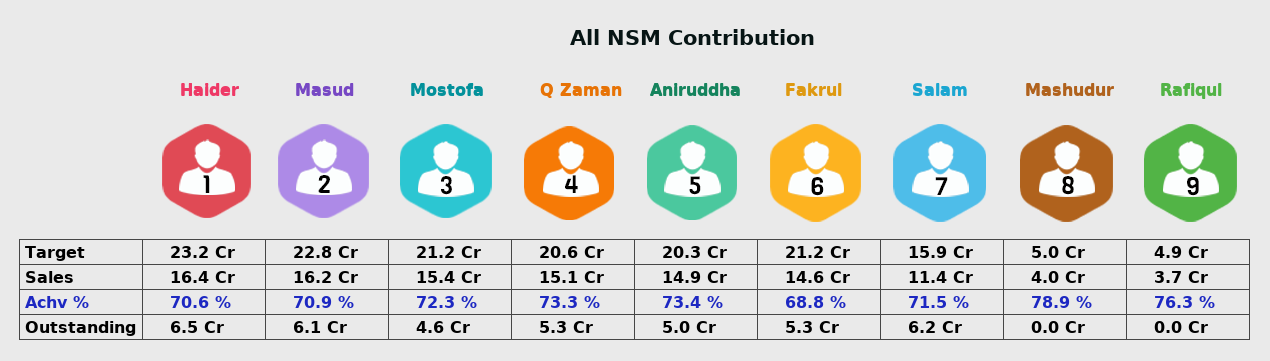 All NSM Contribution
Haider Masud Mostofa Q Zaman Aniruddha Fakrul Salam Mashudur Rafiqul
1 2 3 4 5 6 7 8 9
Target 23.2 Cr 22.8 Cr 21.2 Cr 20.6 Cr 20.3 Cr 21.2 Cr 15.9 Cr 5.0 Cr 4.9 Cr
Sales 16.4 Cr 16.2 Cr 15.4 Cr 15.1 Cr 14.9 Cr 14.6 Cr 11.4 Cr 4.0 Cr 3.7 Cr
Achv % 70.6 % 70.9 % 72.3 % 73.3 % 73.4 % 68.8 % 71.5 % 78.9 % 76.3 %
Outstanding 6.5 Cr 6.1 Cr 4.6 Cr 5.3 Cr 5.0 Cr 5.3 Cr 6.2 Cr 0.0 Cr 0.0 Cr